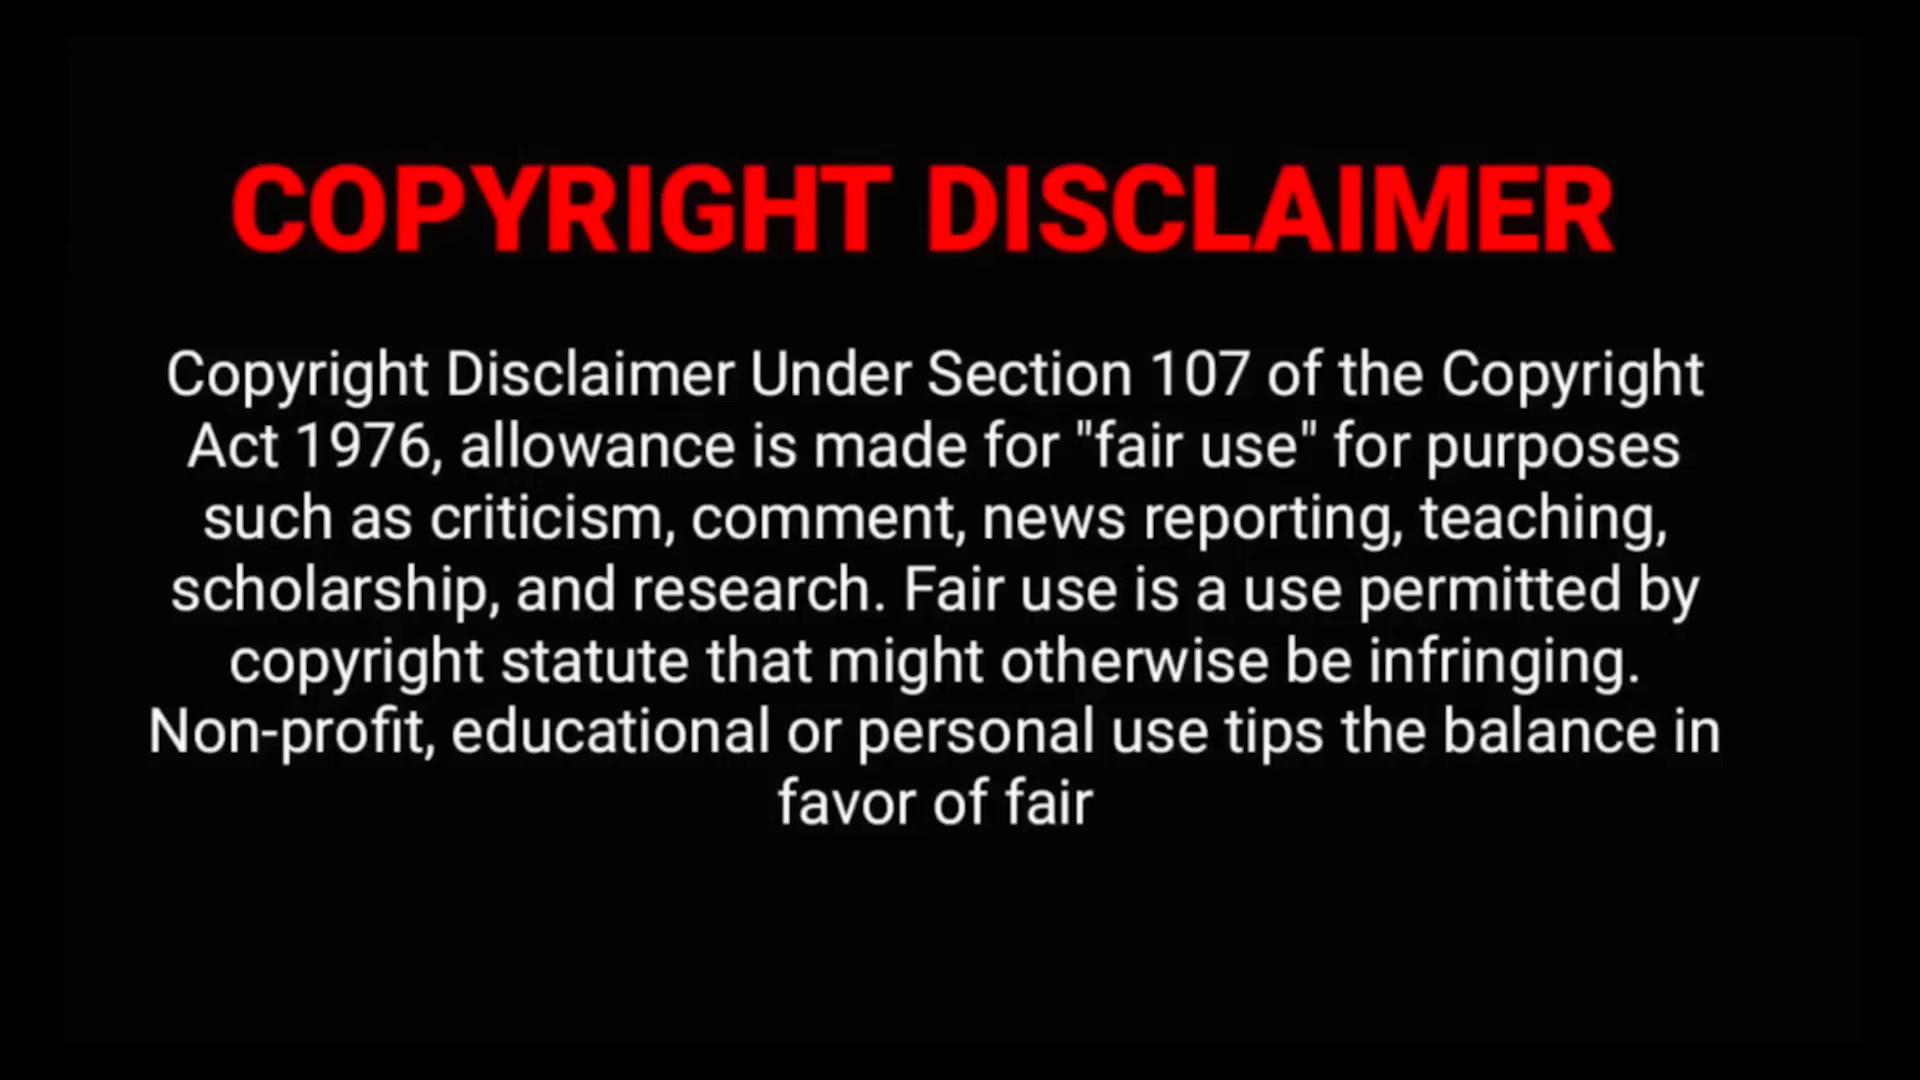 COPYRIGHT DISCLAIMER
Copyright Disclaimer Under Section 107 of the Copyright
Act 1976, allowance is made for "fair use" for purposes
such as criticism, comment, news reporting, teaching,
scholarship, and research. Fair use is a use permitted by
copyright statute that might otherwise be infringing.
Non-profit, educational or personal use tips the balance in
favor of fair